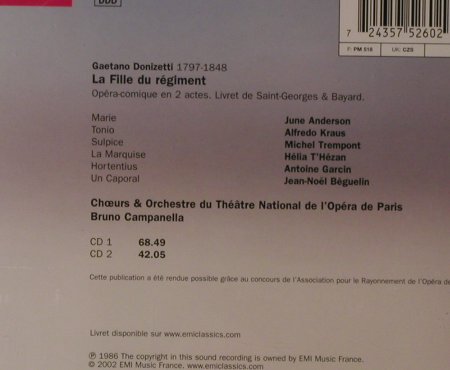 DDD
7 24357 52602
F: PM 518 UK: CZS
Gaetano Donizetti 1797-1848
La Fille du régiment
Opéra-comique en 2 actes. Livret de Saint-Georges & Bayard.
Marie June Anderson
Tonio Alfredo Kraus
Sulpice Michel Trempont
La Marquise Hélia T'Hézan
Hortentius Antoine Garcin
Un Caporal Jean-Noël Béguelin
Chœurs & Orchestre du Théâtre National de l'Opéra de Paris
Bruno Campanella
CD 1 68.49
CD 2 42.05
Cette publication a été rendue possible grâce au concours de l'Association pour le Rayonnement de l'Opéra de
Livret disponible sur www.emiclassics.com
℗ 1986 The copyright in this sound recording is owned by EMI Music France.
© 2002 EMI Music France. www.emiclassics.com